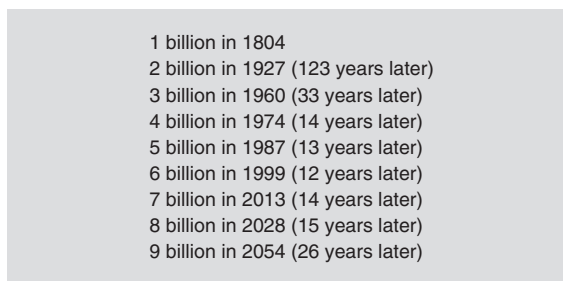 1 billion in 1804
2 billion in 1927 (123 years later)
3 billion in 1960 (33 years later)
4 billion in 1974 (14 years later)
5 billion in 1987 (13 years later)
6 billion in 1999 (12 years later)
7 billion in 2013 (14 years later)
8 billion in 2028 (15 years later)
9 billion in 2054 (26 years later)